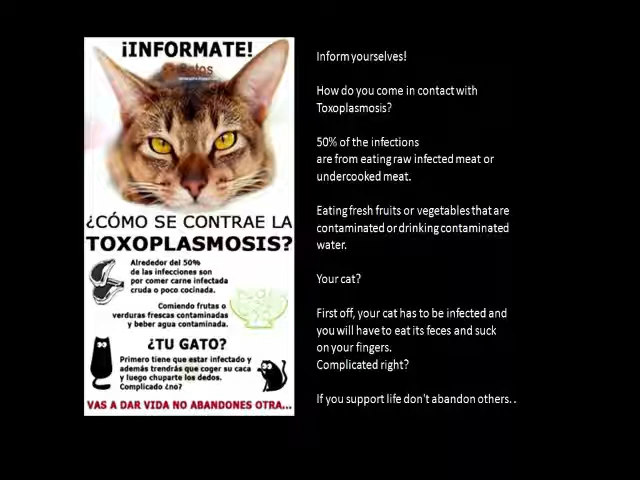 ¡INFORMATE!
¿CÓMO SE CONTRAE LA
TOXOPLASMOSIS?
Alrededor del 50%
de las infecciones son
por comer carne infectada
cruda o poco cocinada.
Comiendo frutas o
verduras frescas contaminadas
y beber agua contaminada.
¿TU GATO?
Primero tiene que estar infectado y
además trendrás que coger su caca
y luego chuparte los dedos.
Complicado ¿no?
VAS A DAR VIDA NO ABANDONES OTRA...
Inform yourselves!
How do you come in contact with
Toxoplasmosis?
50% of the infections
are from eating raw infected meat or
undercooked meat.
Eating fresh fruits or vegetables that are
contaminated or drinking contaminated
water.
Your cat?
First off, your cat has to be infected and
you will have to eat its feces and suck
on your fingers.
Complicated right?
If you support life don't abandon others. .